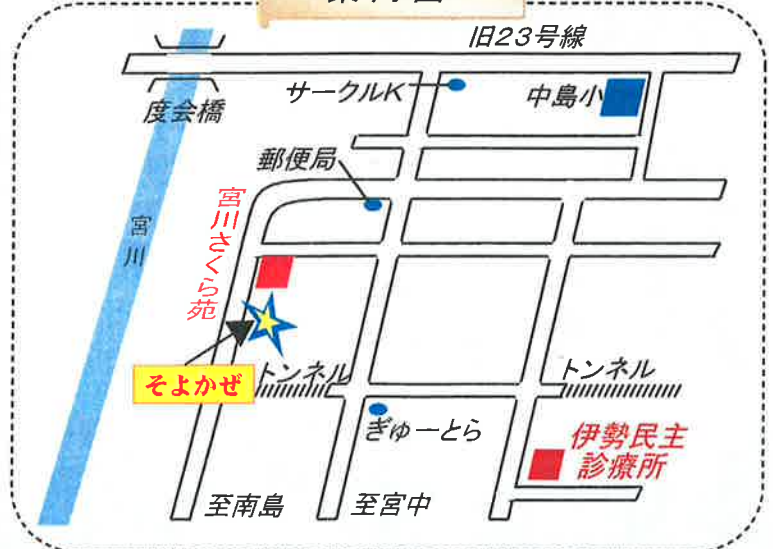 旧23号線
サークルK
中島小
度会橋
郵便局
宮川
宮川さくら苑
そよかぜ
トンネル
トンネル
ぎゅーとら
伊勢民主
診療所
至南島
至宮中